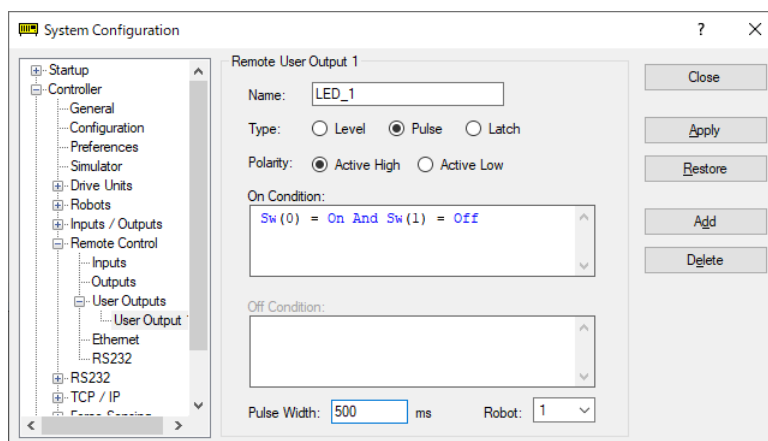 System Configuration
?
Startup
Controller
General
Configuration
Preferences
Simulator
Drive Units
Robots
Inputs / Outputs
Remote Control
Inputs
Outputs
User Outputs
User Output
Ethernet
RS232
RS232
TCP / IP
Remote User Output 1
Name: LED_1
Type: Level Pulse Latch
Polarity: Active High Active Low
On Condition:
Sw(0) = On And Sw(1) = Off
Off Condition:
Pulse Width: 500 ms Robot: 1
Close
Apply
Restore
Add
Delete